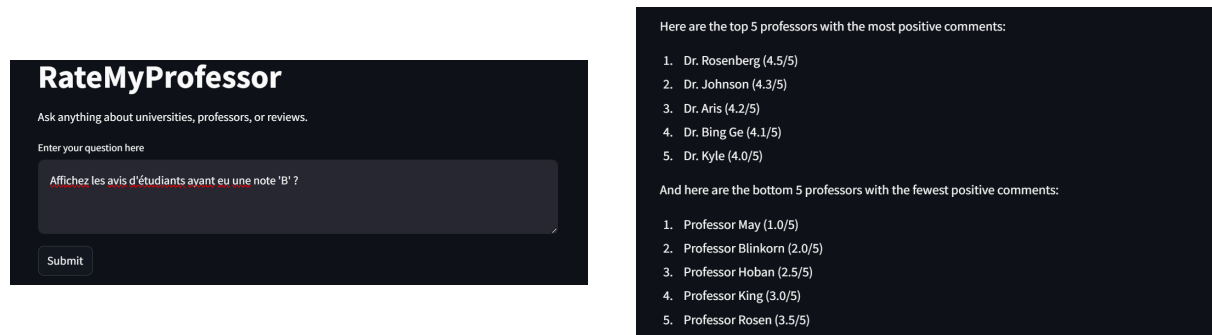 RateMyProfessor
Ask anything about universities, professors, or reviews.
Enter your question here
Affichez les avis d'étudiants ayant eu une note 'B' ?
Submit
Here are the top 5 professors with the most positive comments:
1. Dr. Rosenberg (4.5/5)
2. Dr. Johnson (4.3/5)
3. Dr. Aris (4.2/5)
4. Dr. Bing Ge (4.1/5)
5. Dr. Kyle (4.0/5)
And here are the bottom 5 professors with the fewest positive comments:
1. Professor May (1.0/5)
2. Professor Blinkorn (2.0/5)
3. Professor Hoban (2.5/5)
4. Professor King (3.0/5)
5. Professor Rosen (3.5/5)